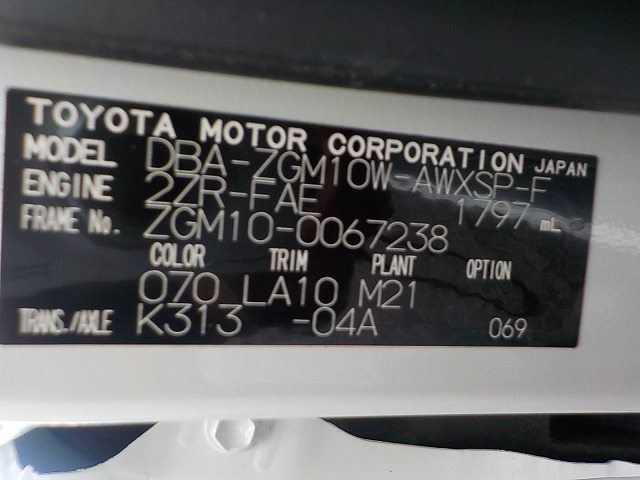 TOYOTA MOTOR CORPORATION JAPAN
MODEL DBA-ZGM10W-AWXSP-F
ENGINE 2ZR-FAE 1797 mL
FRAME No. ZGM10-0067238
COLOR TRIM PLANT OPTION
070 LA10 M21
TRANS./AXLE K313 -04A 069